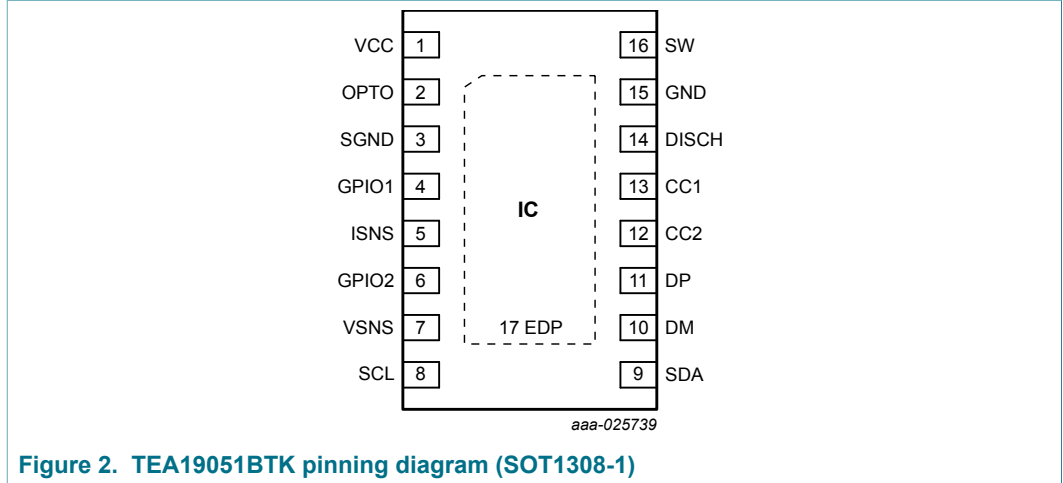 VCC 1 16 SW
OPTO 2 15 GND
SGND 3 14 DISCH
GPIO1 4 13 CC1
IC
ISNS 5 12 CC2
GPIO2 6 11 DP
VSNS 7 17 EDP 10 DM
SCL 8 9 SDA
aaa-025739
Figure 2. TEA19051BTK pinning diagram (SOT1308-1)